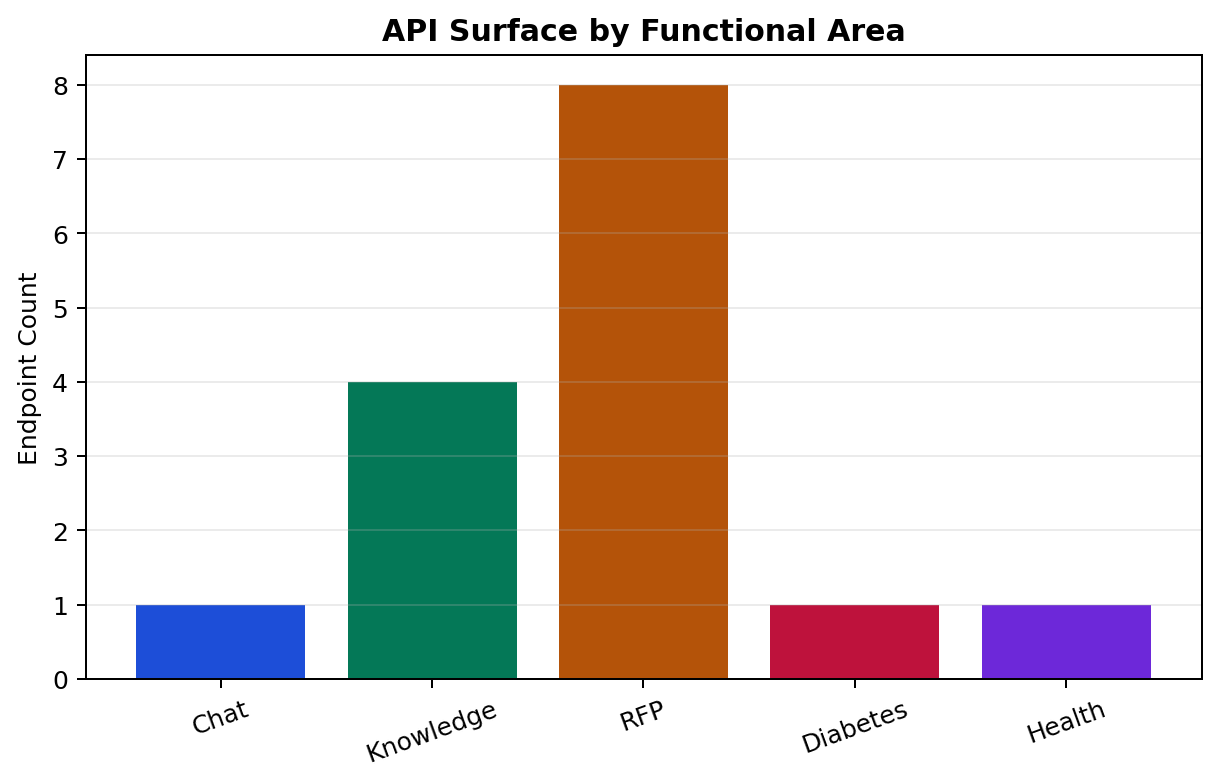 API Surface by Functional Area
Endpoint Count
8
7
6
5
4
3
2
1
0
Chat
Knowledge
RFP
Diabetes
Health